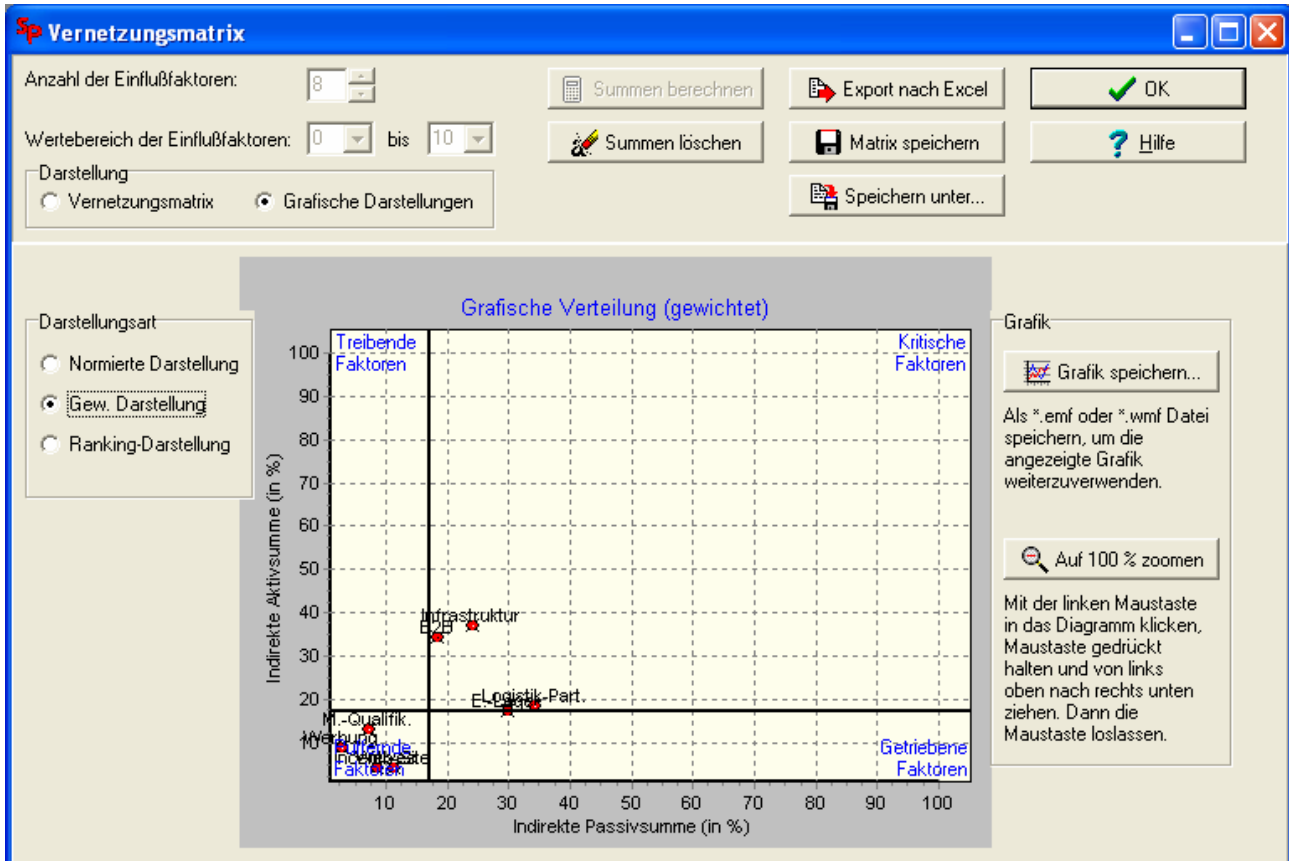 Vernetzungsmatrix
Anzahl der Einflußfaktoren:
8
Summen berechnen
Export nach Excel
OK
Wertebereich der Einflußfaktoren:
0
bis
10
Summen löschen
Matrix speichern
Hilfe
Darstellung
Vernetzungsmatrix
Grafische Darstellungen
Speichern unter...
Darstellungsart
Normierte Darstellung
Gew. Darstellung
Ranking-Darstellung
Grafische Verteilung (gewichtet)
Treibende
Faktoren
Kritische
Faktoren
100
90
80
70
60
50
40
30
20
10
Indirekte Aktivsumme (in %)
Infrastruktur
B2B
Logistik-Part.
M.-Qualifik.
Werbung
Puffernde
Faktoren
Getriebene
Faktoren
10
20
30
40
50
60
70
80
90
100
Indirekte Passivsumme (in %)
Grafik
Grafik speichern...
Als *.emf oder *.wmf Datei
speichern, um die
angezeigte Grafik
weiterzuverwenden.
Auf 100 % zoomen
Mit der linken Maustaste
in das Diagramm klicken,
Maustaste gedrückt
halten und von links
oben nach rechts unten
ziehen. Dann die
Maustaste loslassen.